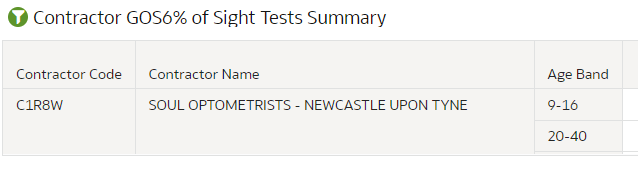 Contractor GOS6% of Sight Tests Summary
Contractor Code Contractor Name Age Band
C1R8W SOUL OPTOMETRISTS - NEWCASTLE UPON TYNE 9-16
20-40